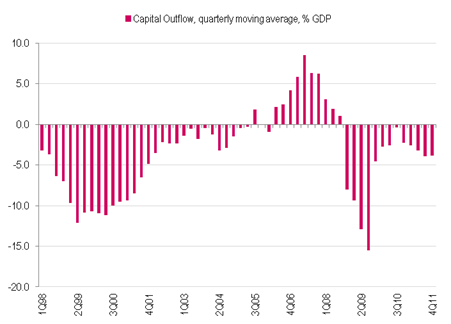 Capital Outflow, quarterly moving average, % GDP
10.0
5.0
0.0
-5.0
-10.0
-15.0
-20.0
1Q98
2Q99
3Q00
4Q01
1Q03
2Q04
3Q05
4Q06
1Q08
2Q09
3Q10
4Q11